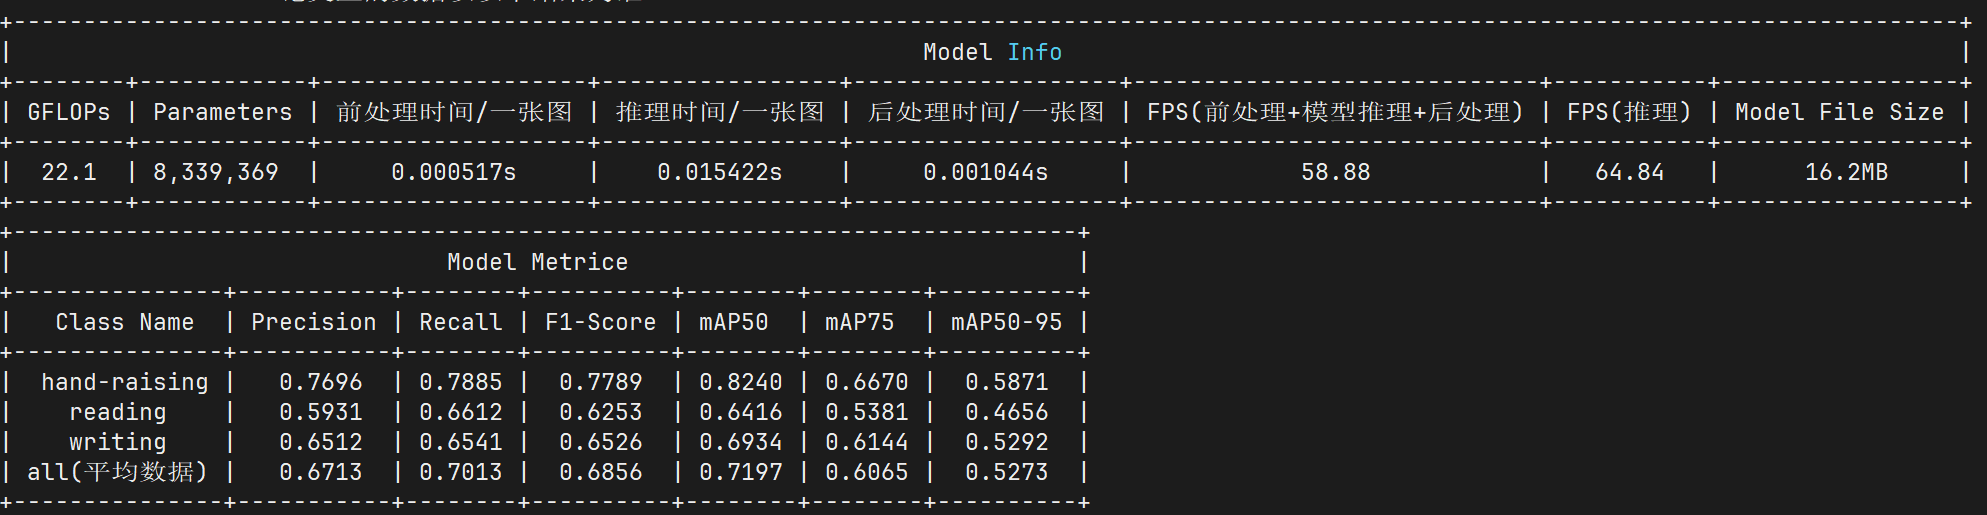 Model Info
| GFLOPs | Parameters | 前处理时间/一张图 | 推理时间/一张图 | 后处理时间/一张图 | FPS(前处理+模型推理+后处理) | FPS(推理) | Model File Size |
| 22.1 | 8,339,369 | 0.000517s | 0.015422s | 0.001044s | 58.88 | 64.84 | 16.2MB |
Model Metrice
| Class Name | Precision | Recall | F1-Score | mAP50 | mAP75 | mAP50-95 |
| hand-raising | 0.7696 | 0.7885 | 0.7789 | 0.8240 | 0.6670 | 0.5871 |
| reading | 0.5931 | 0.6612 | 0.6253 | 0.6416 | 0.5381 | 0.4656 |
| writing | 0.6512 | 0.6541 | 0.6526 | 0.6934 | 0.6144 | 0.5292 |
| all(平均数据) | 0.6713 | 0.7013 | 0.6856 | 0.7197 | 0.6065 | 0.5273 |